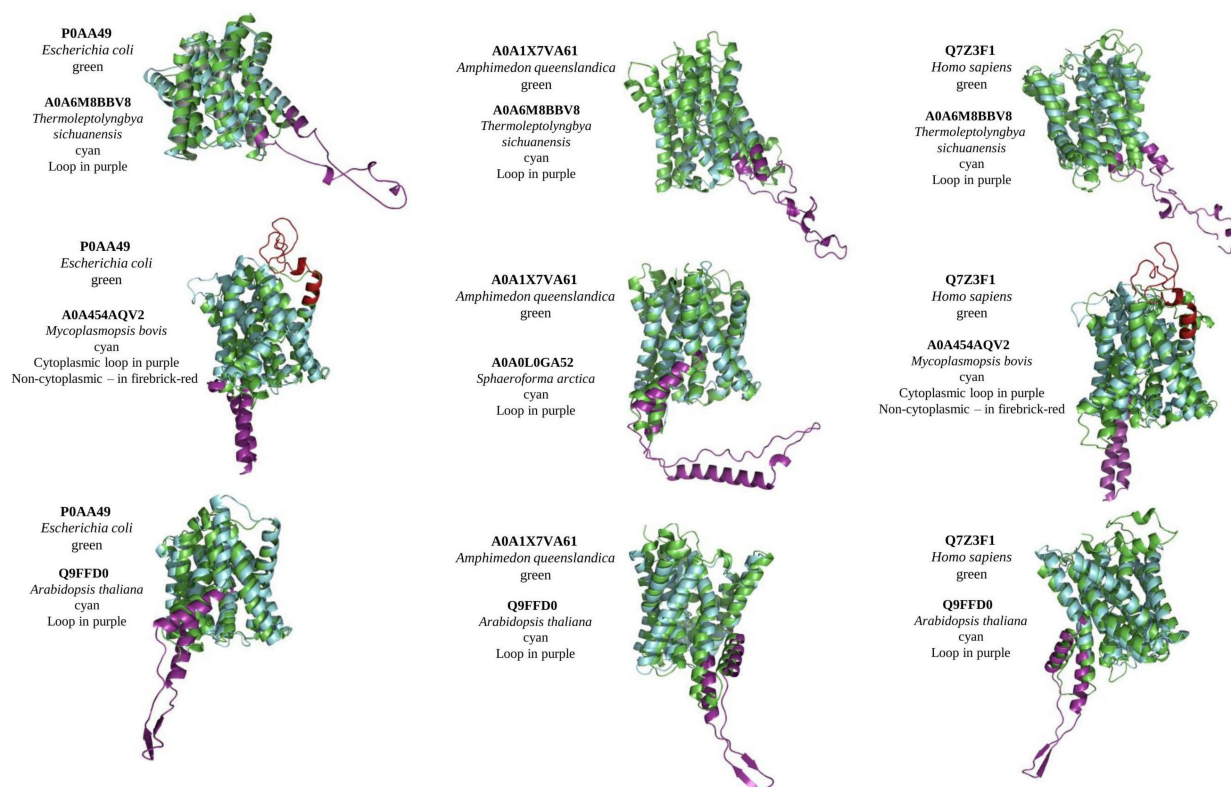 P0AA49
Escherichia coli
green
A0A6M8BBV8
Thermoleptolyngbya
sichuanensis
cyan
Loop in purple
A0A1X7VA61
Amphimedon queenslandica
green
A0A6M8BBV8
Thermoleptolyngbya
sichuanensis
cyan
Loop in purple
Q7Z3F1
Homo sapiens
green
A0A6M8BBV8
Thermoleptolyngbya
sichuanensis
cyan
Loop in purple
P0AA49
Escherichia coli
green
A0A454AQV2
Mycoplasmopsis bovis
cyan
Cytoplasmic loop in purple
Non-cytoplasmic – in firebrick-red
A0A1X7VA61
Amphimedon queenslandica
green
A0A0L0GA52
Sphaeroforma arctica
cyan
Loop in purple
Q7Z3F1
Homo sapiens
green
A0A454AQV2
Mycoplasmopsis bovis
cyan
Cytoplasmic loop in purple
Non-cytoplasmic – in firebrick-red
P0AA49
Escherichia coli
green
Q9FFD0
Arabidopsis thaliana
cyan
Loop in purple
A0A1X7VA61
Amphimedon queenslandica
green
Q9FFD0
Arabidopsis thaliana
cyan
Loop in purple
Q7Z3F1
Homo sapiens
green
Q9FFD0
Arabidopsis thaliana
cyan
Loop in purple